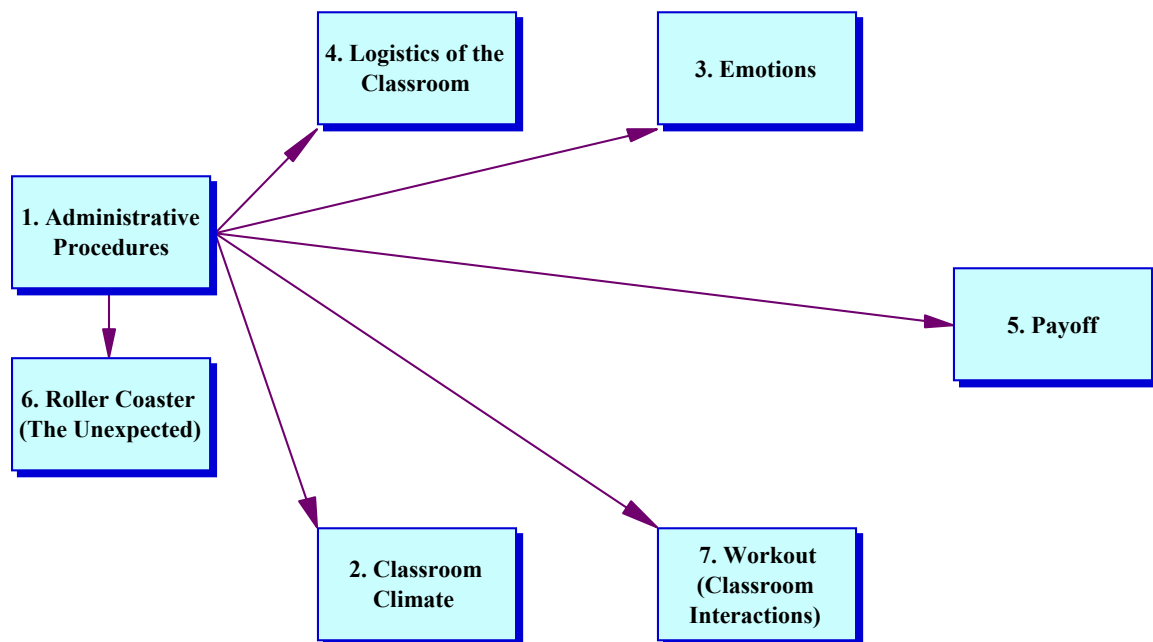 4. Logistics of the
Classroom
3. Emotions
1. Administrative
Procedures
5. Payoff
6. Roller Coaster
(The Unexpected)
2. Classroom
Climate
7. Workout
(Classroom
Interactions)